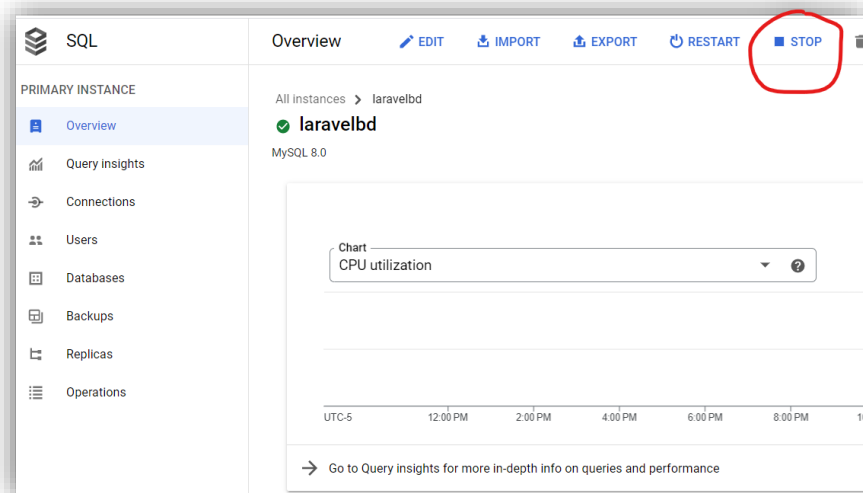 SQL
PRIMARY INSTANCE
Overview
Query insights
Connections
Users
Databases
Backups
Replicas
Operations
Overview EDIT IMPORT EXPORT RESTART STOP
All instances > laravelbd
laravelbd
MySQL 8.0
Chart
CPU utilization
UTC-5 12:00 PM 2:00 PM 4:00 PM 6:00 PM 8:00 PM
Go to Query insights for more in-depth info on queries and performance